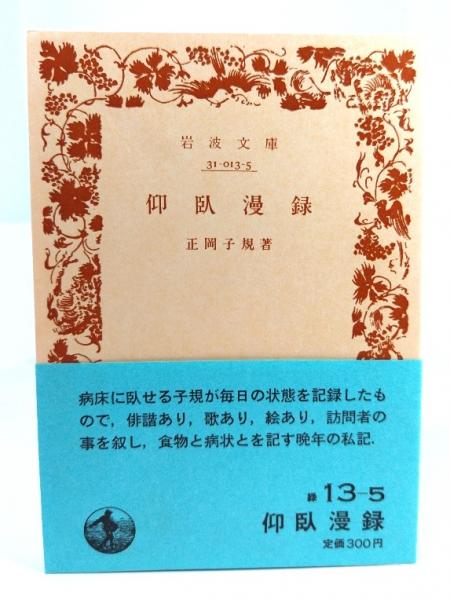 岩波文庫
31-013-5
仰臥漫録
正岡子規著
病床に臥せる子規が毎日の状態を記録したも
ので，俳諧あり，歌あり，絵あり，訪問者の
事を叙し，食物と病状とを記す晩年の私記．
緑 13-5
仰臥漫録
定価300円